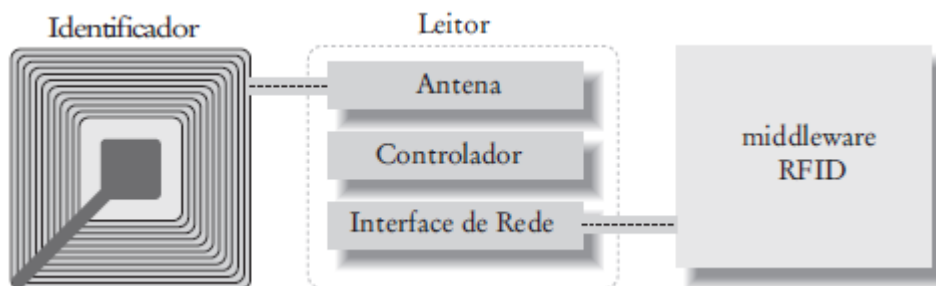 Identificador
Leitor
Antena
Controlador
Interface de Rede
middleware
RFID